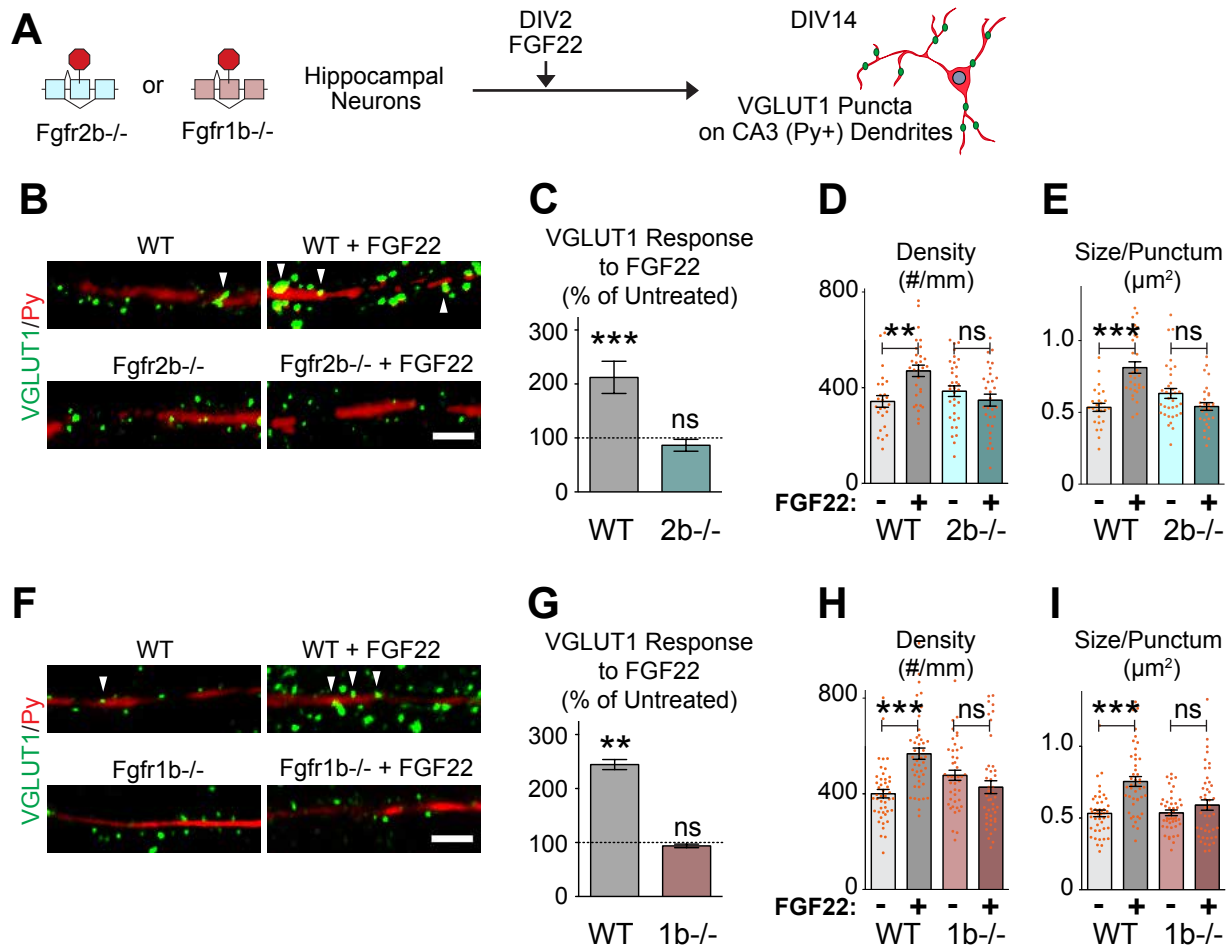 A
Fgfr2b-/-
or
Fgfr1b-/-
Hippocampal
Neurons
DIV2
FGF22
DIV14
VGLUT1 Puncta
on CA3 (Py+) Dendrites
B
VGLUT1/Py
WT
WT + FGF22
Fgfr2b-/-
Fgfr2b-/- + FGF22
C
VGLUT1 Response
to FGF22
(% of Untreated)
300
200
100
0
***
ns
WT
2b-/-
D
Density
(#/mm)
800
400
0
**
ns
FGF22:
-
+
-
+
WT
2b-/-
E
Size/Punctum
(µm²)
1.0
0.5
0
***
ns
-
+
-
+
WT
2b-/-
F
VGLUT1/Py
WT
WT + FGF22
Fgfr1b-/-
Fgfr1b-/- + FGF22
G
VGLUT1 Response
to FGF22
(% of Untreated)
300
200
100
0
**
ns
WT
1b-/-
H
Density
(#/mm)
800
400
0
***
ns
FGF22:
-
+
-
+
WT
1b-/-
I
Size/Punctum
(µm²)
1.0
0.5
0
***
ns
-
+
-
+
WT
1b-/-